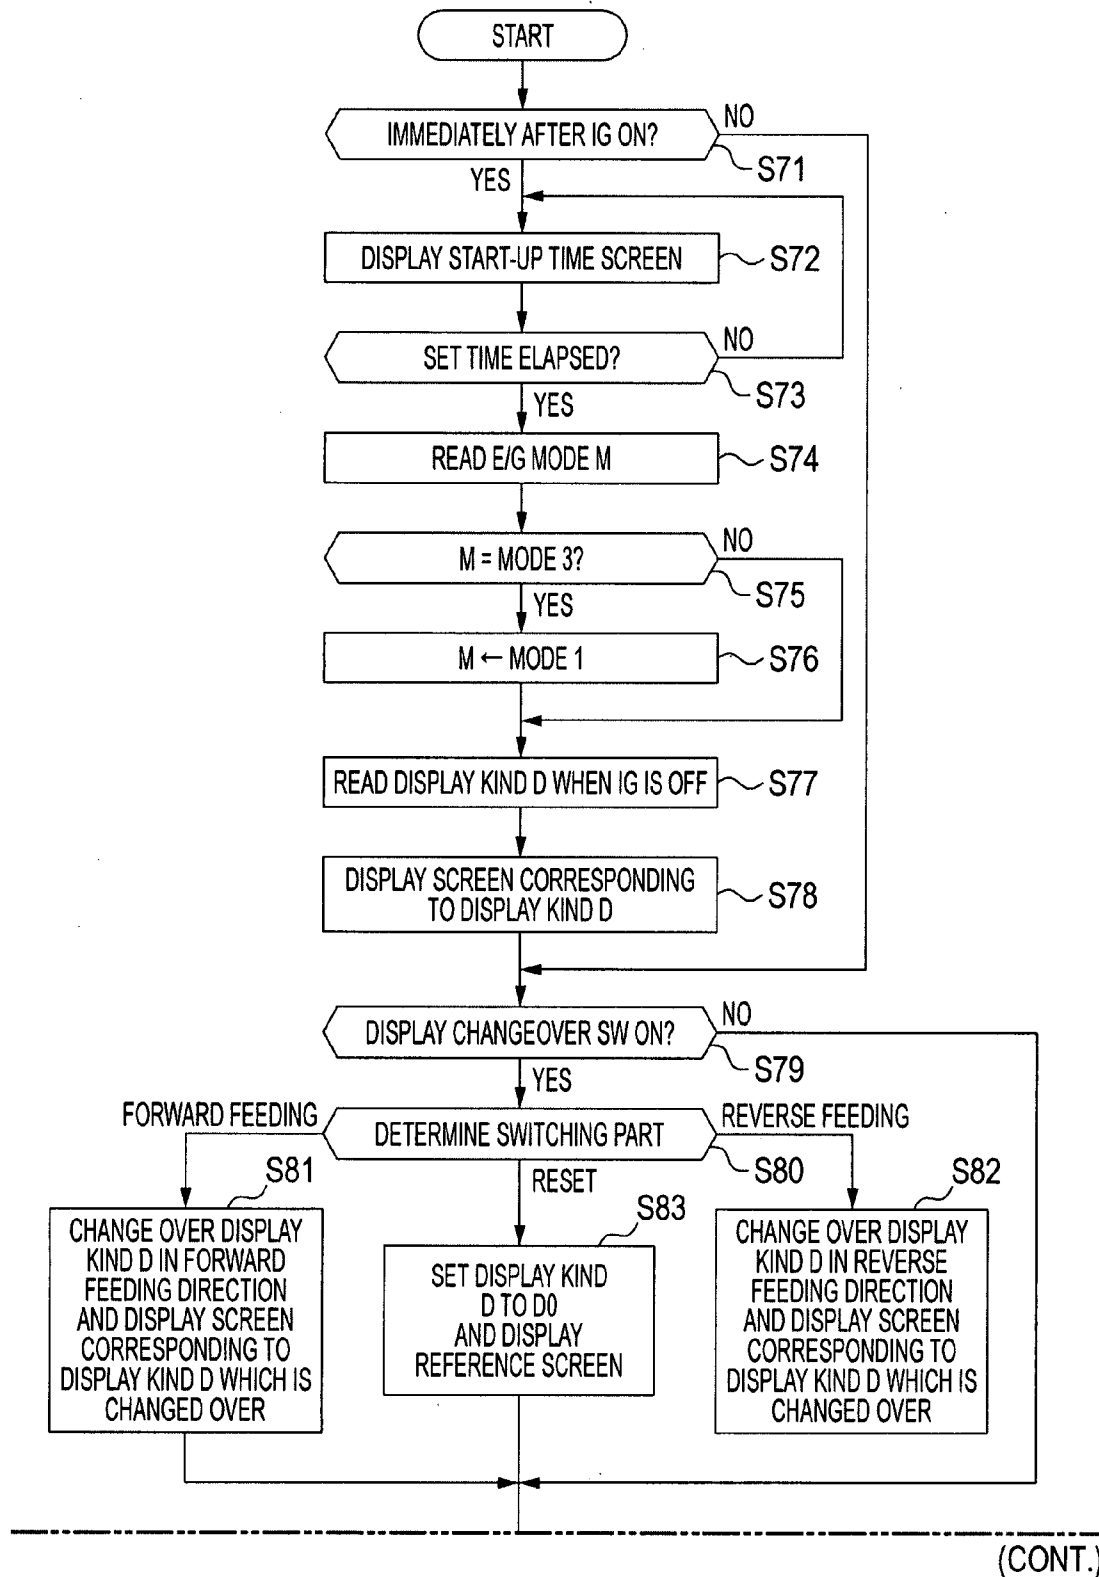 START
IMMEDIATELY AFTER IG ON?
NO
S71
YES
DISPLAY START-UP TIME SCREEN
S72
SET TIME ELAPSED?
NO
S73
YES
READ E/G MODE M
S74
M = MODE 3?
NO
S75
YES
M ← MODE 1
S76
READ DISPLAY KIND D WHEN IG IS OFF
S77
DISPLAY SCREEN CORRESPONDING
TO DISPLAY KIND D
S78
DISPLAY CHANGEOVER SW ON?
NO
S79
YES
FORWARD FEEDING
DETERMINE SWITCHING PART
REVERSE FEEDING
S80
RESET
S81
CHANGE OVER DISPLAY
KIND D IN FORWARD
FEEDING DIRECTION
AND DISPLAY SCREEN
CORRESPONDING TO
DISPLAY KIND D WHICH IS
CHANGED OVER
S83
SET DISPLAY KIND
D TO D0
AND DISPLAY
REFERENCE SCREEN
S82
CHANGE OVER DISPLAY
KIND D IN REVERSE
FEEDING DIRECTION
AND DISPLAY SCREEN
CORRESPONDING TO
DISPLAY KIND D WHICH IS
CHANGED OVER
(CONT.)